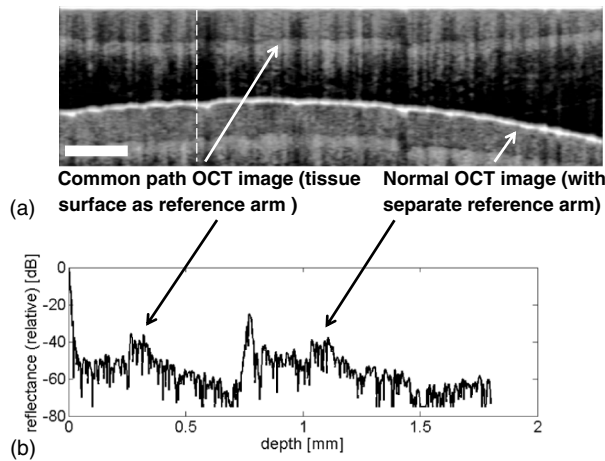 (a)
Common path OCT image (tissue
surface as reference arm )
Normal OCT image (with
separate reference arm)
(b)
reflectance (relative) [dB]
0
-20
-40
-60
-80
0
0.5
1
1.5
2
depth [mm]